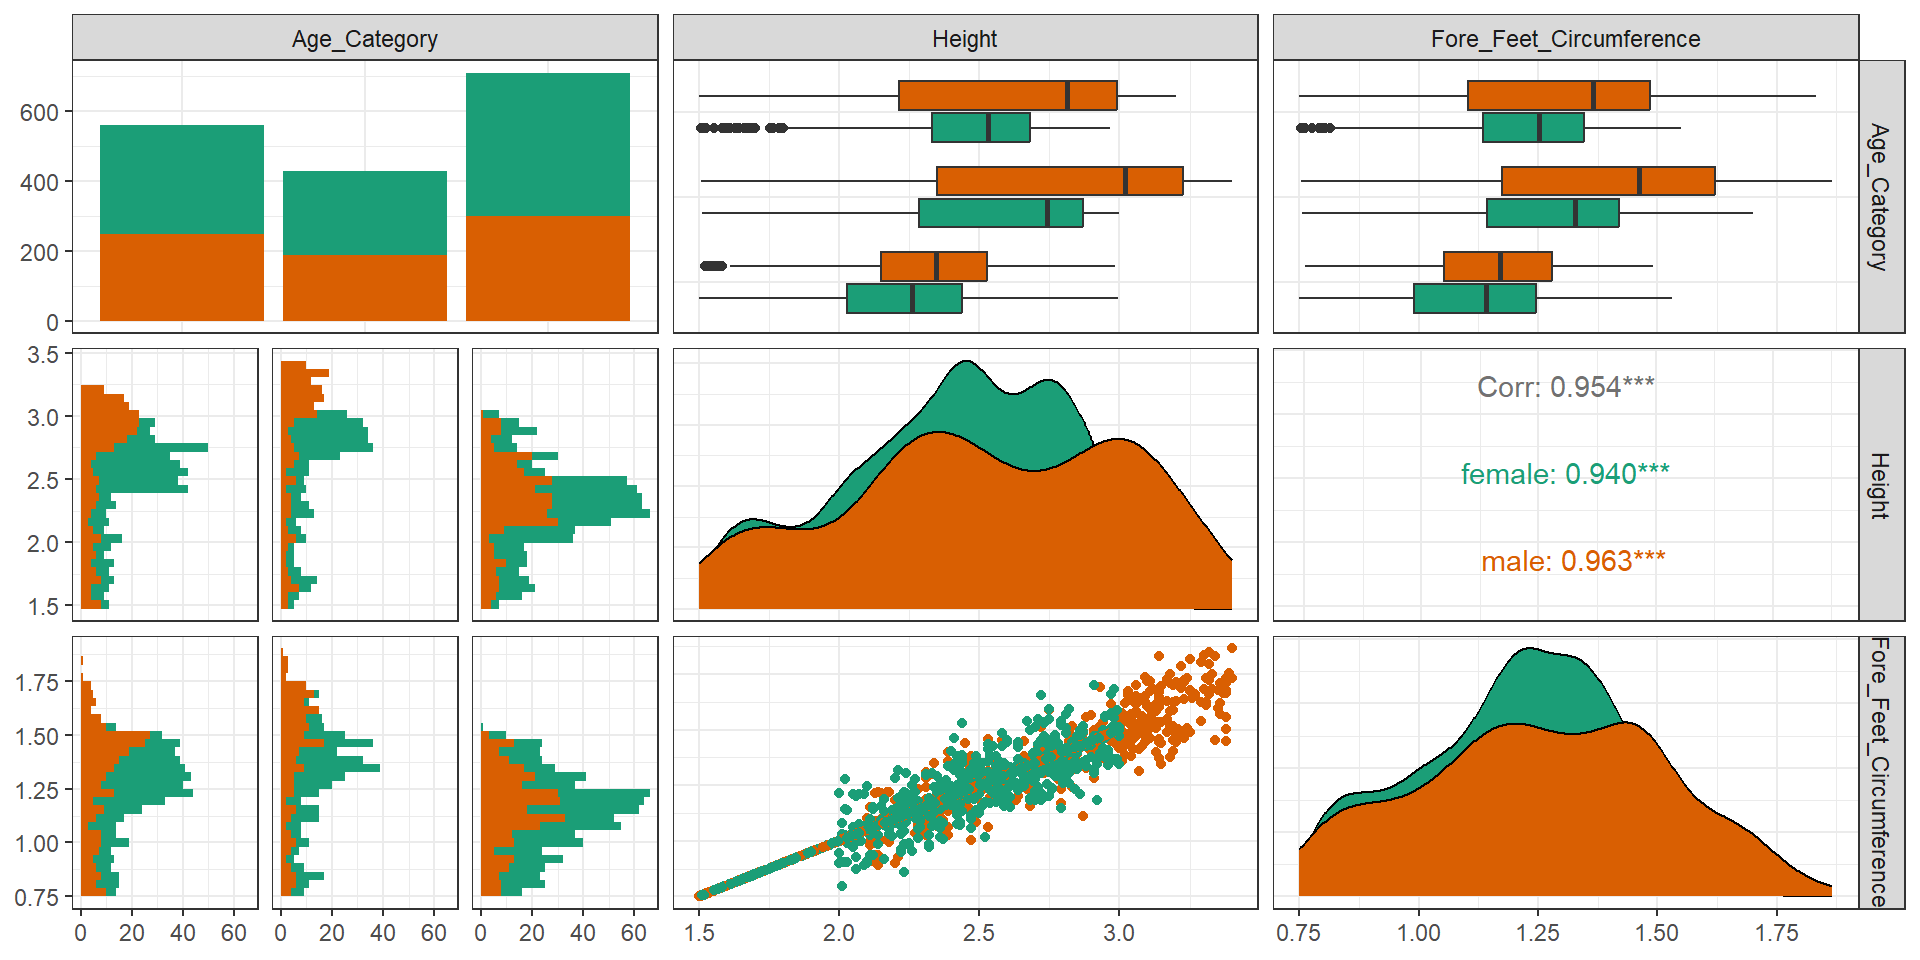 Age_Category
Height
Fore_Feet_Circumference
600
400
200
0
Age_Category
3.5
3.0
2.5
2.0
1.5
Corr: 0.954***
female: 0.940***
male: 0.963***
Height
1.75
1.50
1.25
1.00
0.75
Fore_Feet_Circumference
0 20 40 60 0 20 40 60 0 20 40 60 1.5 2.0 2.5 3.0 0.75 1.00 1.25 1.50 1.75